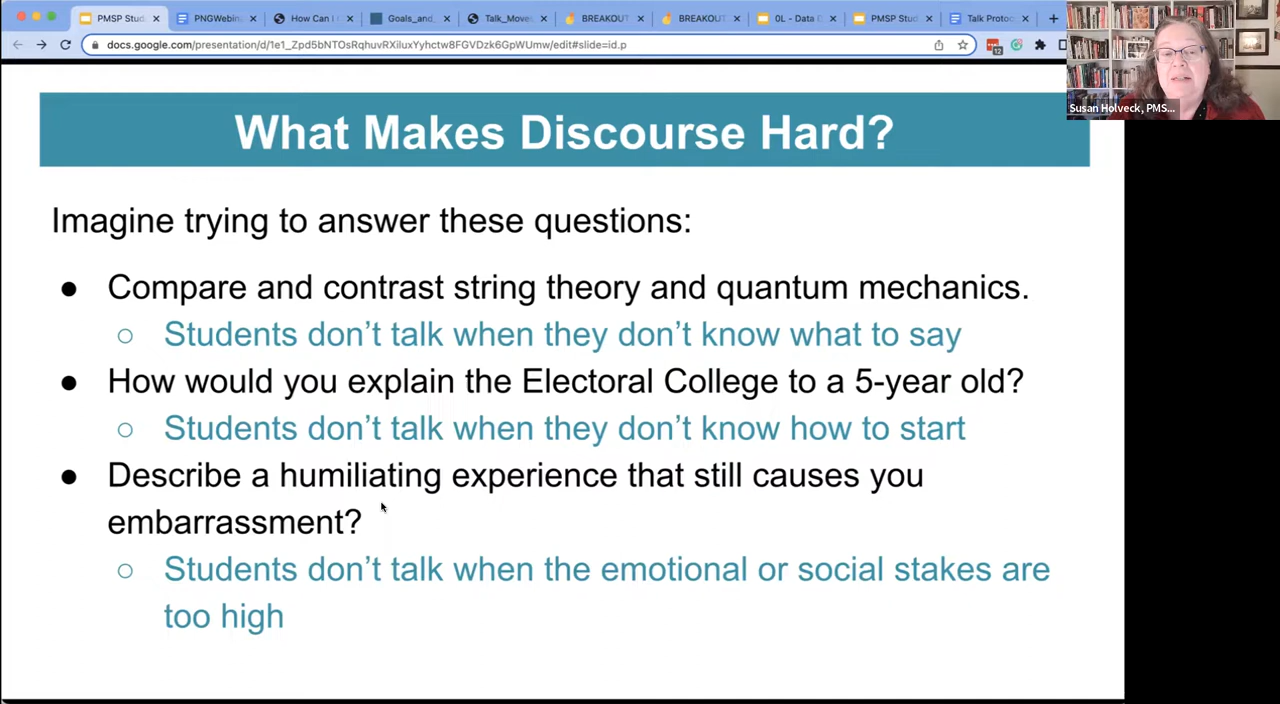 PMSP Stud
PNGWebin
How Can I
Goals_and_
Talk_Moves
BREAKOUT
BREAKOUT
0L - Data D
PMSP Stud
Talk Protoc
docs.google.com/presentation/d/1e1_Zpd5bNTOsRqhuvRXiluxYyhctw8FGVDzk6GpWUmw/edit#slide=id.p
12
Susan Holveck, PMS...
What Makes Discourse Hard?
Imagine trying to answer these questions:
● Compare and contrast string theory and quantum mechanics.
○ Students don’t talk when they don’t know what to say
● How would you explain the Electoral College to a 5-year old?
○ Students don’t talk when they don’t know how to start
● Describe a humiliating experience that still causes you
embarrassment?
○ Students don’t talk when the emotional or social stakes are
too high